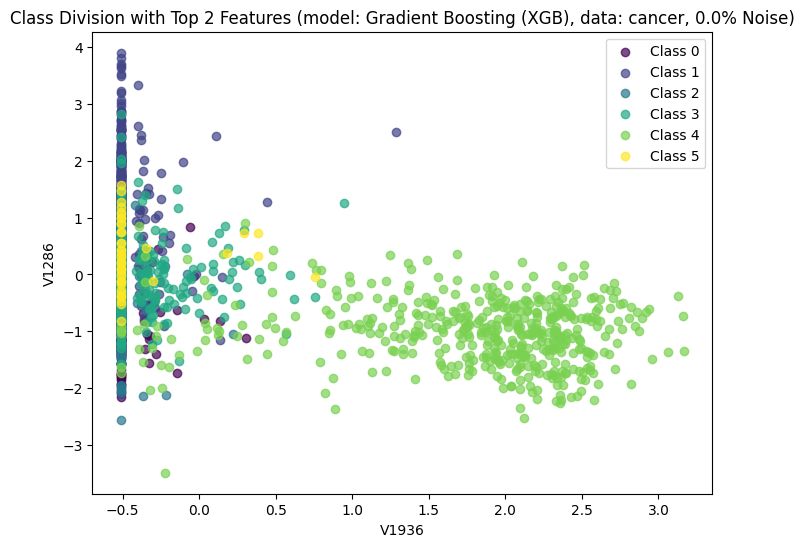 Class Division with Top 2 Features (model: Gradient Boosting (XGB), data: cancer, 0.0% Noise)
4
3
2
1
0
−1
−2
−3
V1286
Class 0
Class 1
Class 2
Class 3
Class 4
Class 5
−0.5
0.0
0.5
1.0
1.5
2.0
2.5
3.0
V1936